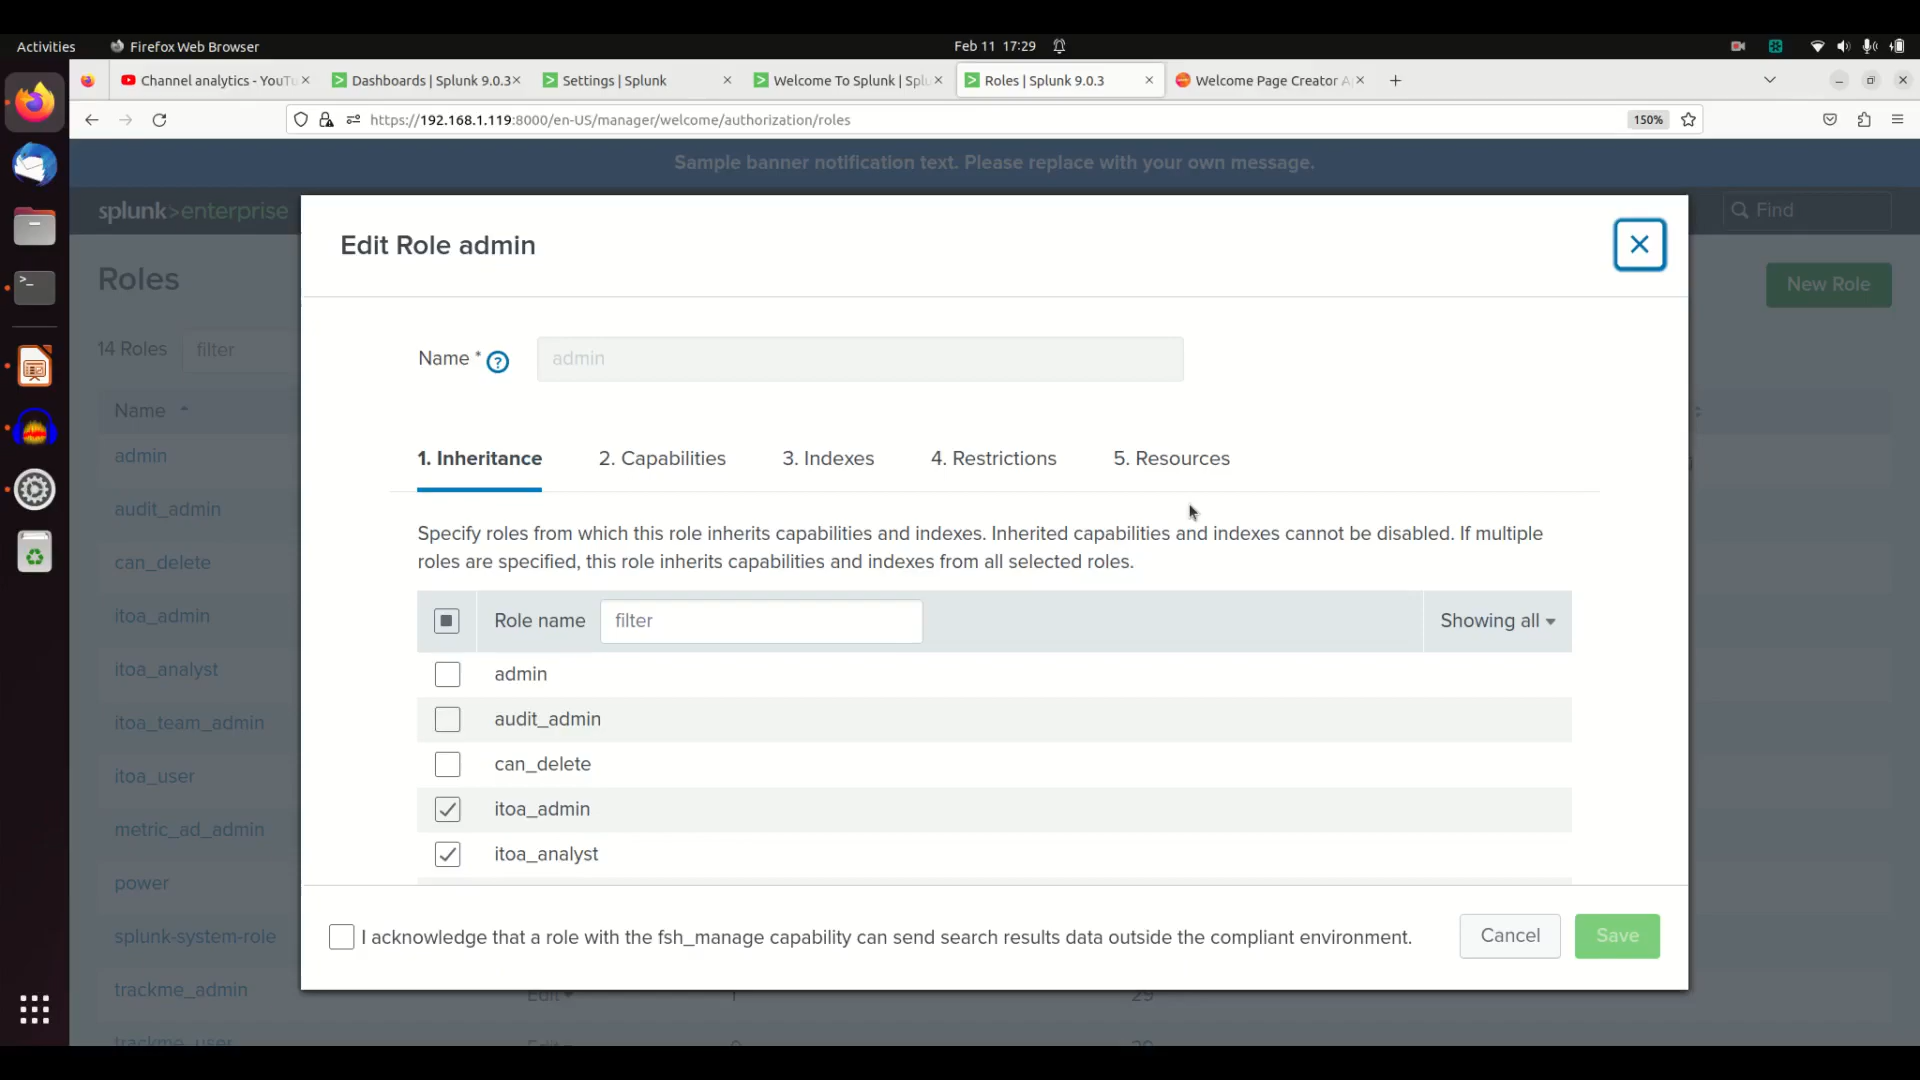 Activities
Firefox Web Browser
Feb 11 17:29
Channel analytics - YouTu
Dashboards | Splunk 9.0.3
Settings | Splunk
Welcome To Splunk | Splu
Roles | Splunk 9.0.3
Welcome Page Creator A
https://192.168.1.119:8000/en-US/manager/welcome/authorization/roles
150%
Sample banner notification text. Please replace with your own message.
splunk>enterprise
Find
Roles
New Role
14 Roles
filter
Name
admin
audit_admin
can_delete
itoa_admin
itoa_analyst
itoa_team_admin
itoa_user
metric_ad_admin
power
splunk-system-role
trackme_admin
Edit
1
29
trackme_user
Edit
0
29
Edit Role admin
Name *
?
admin
1. Inheritance
2. Capabilities
3. Indexes
4. Restrictions
5. Resources
Specify roles from which this role inherits capabilities and indexes. Inherited capabilities and indexes cannot be disabled. If multiple
roles are specified, this role inherits capabilities and indexes from all selected roles.
Role name
filter
Showing all
admin
audit_admin
can_delete
itoa_admin
itoa_analyst
I acknowledge that a role with the fsh_manage capability can send search results data outside the compliant environment.
Cancel
Save